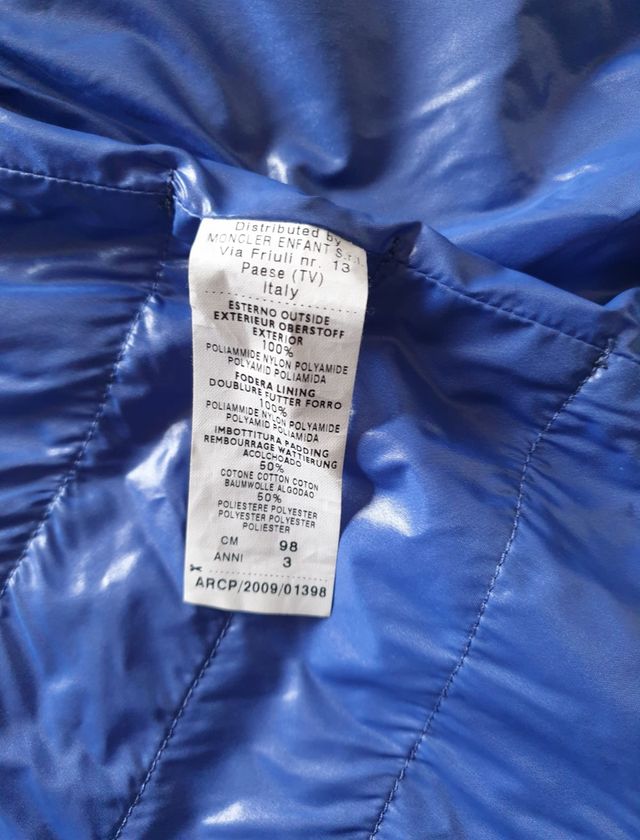 Distributed by
MONCLER ENFANT S.r.l.
Via Friuli nr. 13
Paese (TV)
Italy
ESTERNO OUTSIDE
EXTERIEUR OBERSTOFF
EXTERIOR
100%
POLIAMMIDE NYLON POLYAMIDE
POLYAMID POLIAMIDA
FODERA LINING
DOUBLURE FUTTER FORRO
100%
POLIAMMIDE NYLON POLYAMIDE
POLYAMID POLIAMIDA
IMBOTTITURA PADDING
REMBOURRAGE WATTIERUNG
ACOLCHOADO
50%
COTONE COTTON COTON
BAUMWOLLE ALGODAO
50%
POLIESTERE POLYESTER
POLYESTER POLYESTER
POLIESTER
CM 98
ANNI 3
ARCP/2009/01398